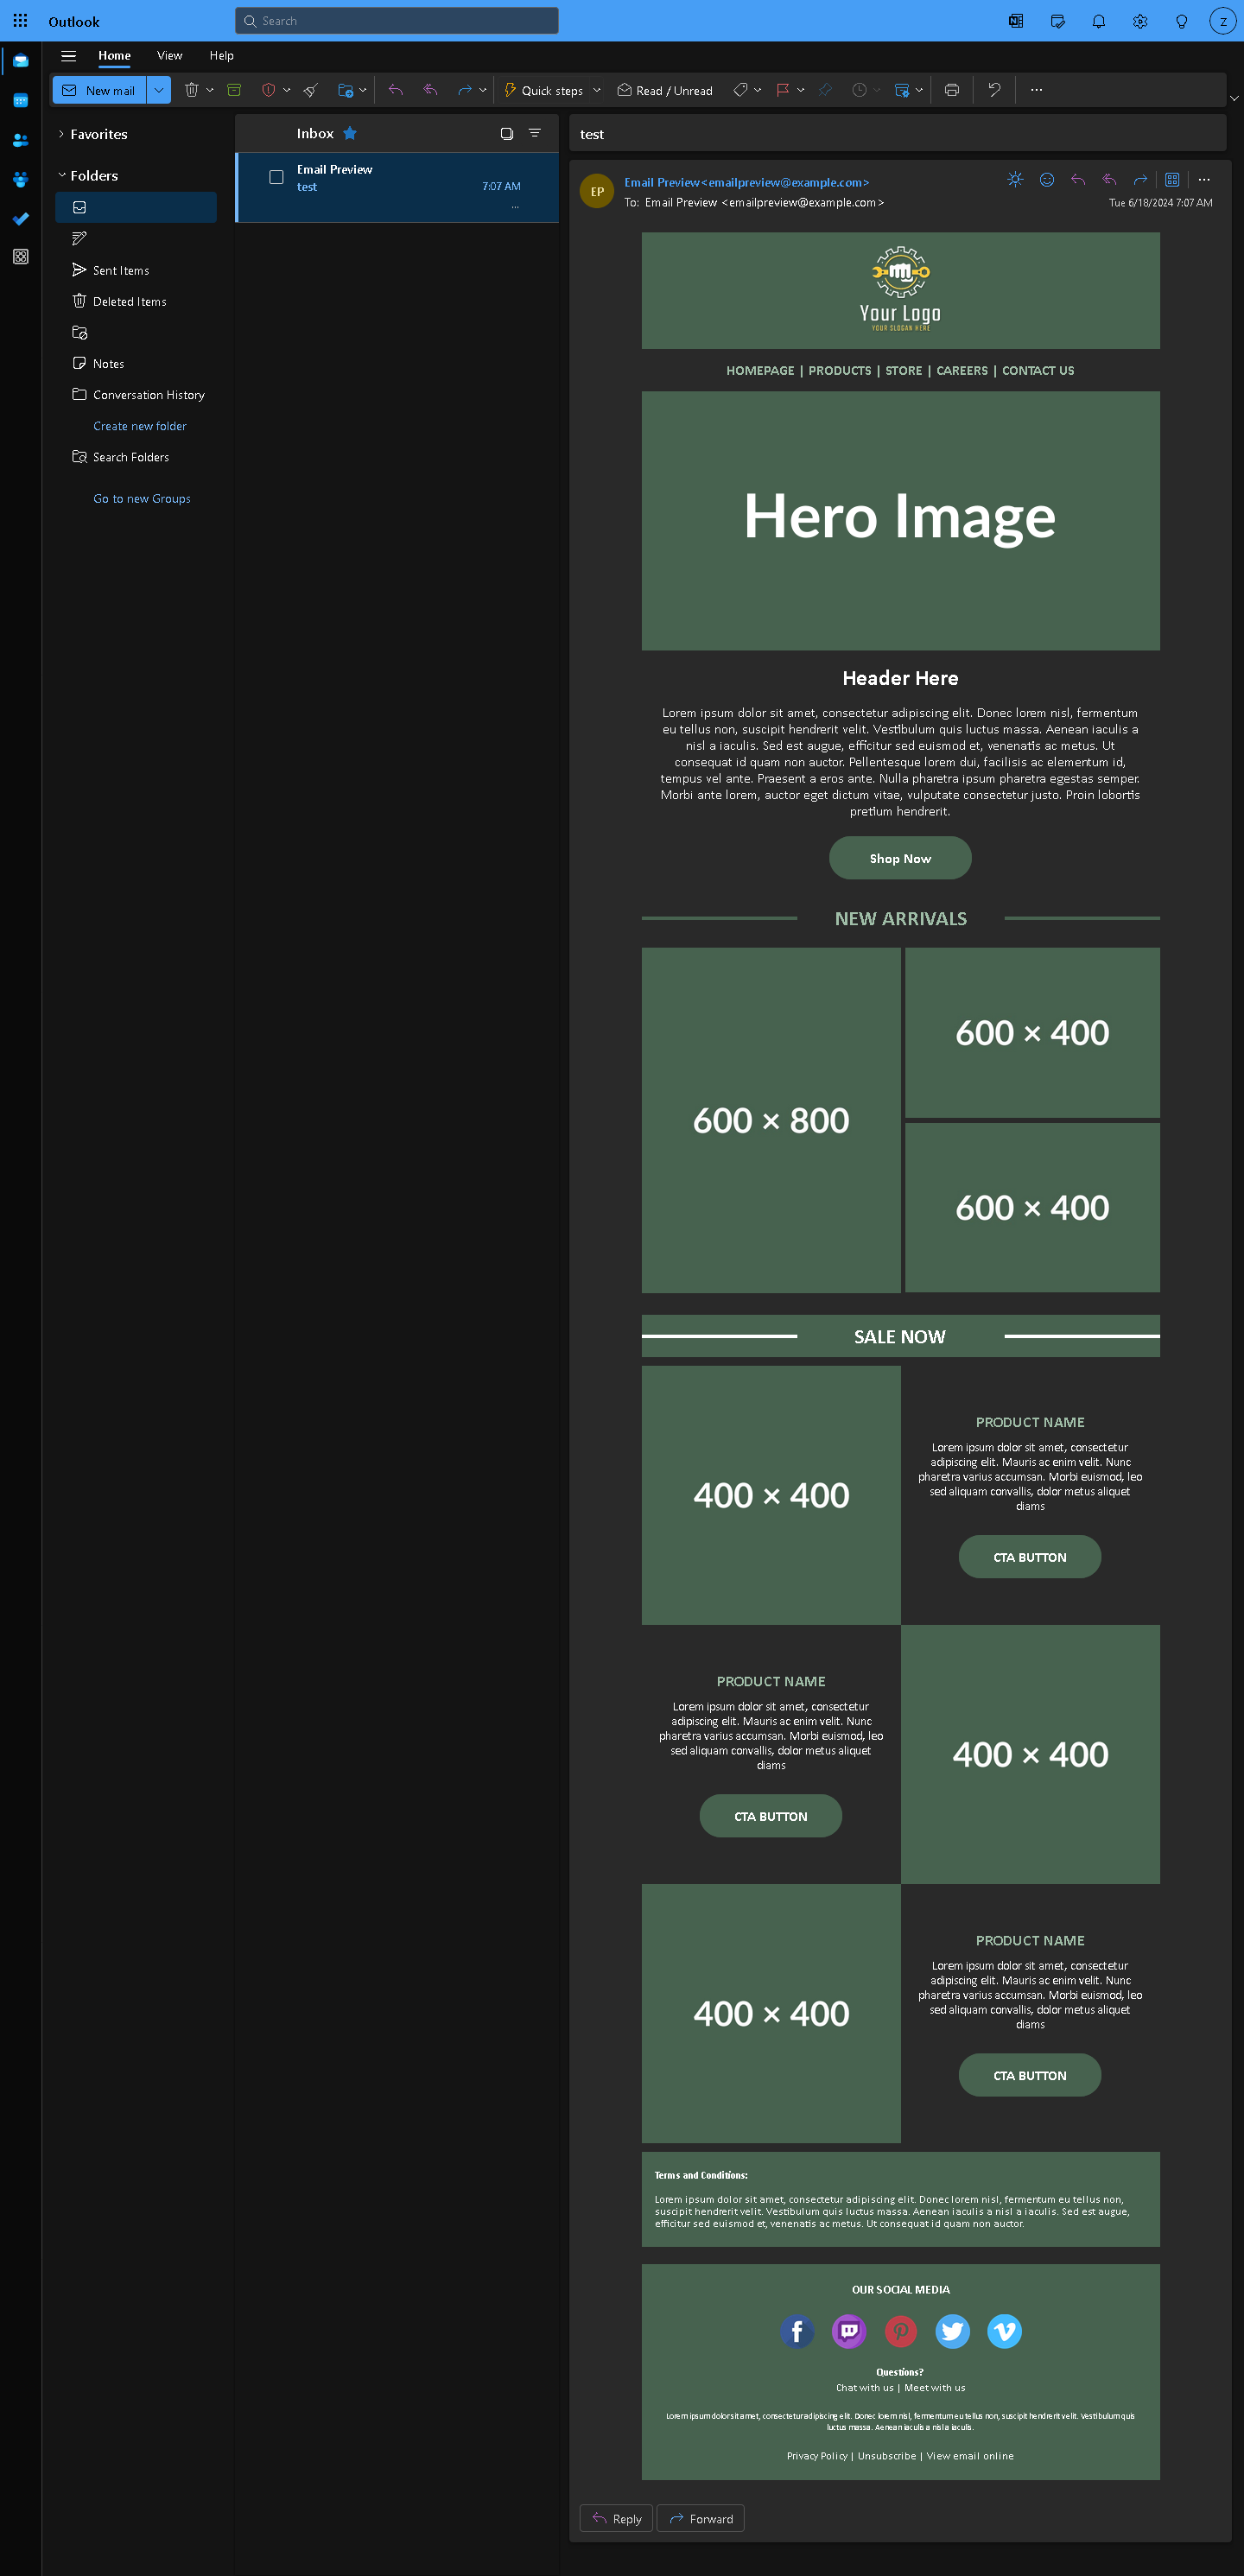 Outlook
Search
Z
Home View Help
New mail
Quick steps
Read / Unread
Favorites
Folders
Sent Items
Deleted Items
Notes
Conversation History
Create new folder
Search Folders
Go to new Groups
Inbox
Email Preview
test
7:07 AM
...
test
EP
Email Preview<emailpreview@example.com>
To: Email Preview <emailpreview@example.com>
Tue 6/18/2024 7:07 AM
Your Logo
YOUR SLOGAN HERE
HOMEPAGE | PRODUCTS | STORE | CAREERS | CONTACT US
Hero Image
Header Here
Lorem ipsum dolor sit amet, consectetur adipiscing elit. Donec lorem nisl, fermentum
eu tellus non, suscipit hendrerit velit. Vestibulum quis luctus massa. Aenean iaculis a
nisl a iaculis. Sed est augue, efficitur sed euismod et, venenatis ac metus. Ut
consequat id quam non auctor. Pellentesque lorem dui, facilisis ac elementum id,
tempus vel ante. Praesent a eros ante. Nulla pharetra ipsum pharetra egestas semper.
Morbi ante lorem, auctor eget dictum vitae, vulputate consectetur justo. Proin lobortis
pretium hendrerit.
Shop Now
NEW ARRIVALS
600 × 800
600 × 400
600 × 400
SALE NOW
400 × 400
PRODUCT NAME
Lorem ipsum dolor sit amet, consectetur
adipiscing elit. Mauris ac enim velit. Nunc
pharetra varius accumsan. Morbi euismod, leo
sed aliquam convallis, dolor metus aliquet
diams
CTA BUTTON
PRODUCT NAME
Lorem ipsum dolor sit amet, consectetur
adipiscing elit. Mauris ac enim velit. Nunc
pharetra varius accumsan. Morbi euismod, leo
sed aliquam convallis, dolor metus aliquet
diams
CTA BUTTON
400 × 400
400 × 400
PRODUCT NAME
Lorem ipsum dolor sit amet, consectetur
adipiscing elit. Mauris ac enim velit. Nunc
pharetra varius accumsan. Morbi euismod, leo
sed aliquam convallis, dolor metus aliquet
diams
CTA BUTTON
Terms and Conditions:
Lorem ipsum dolor sit amet, consectetur adipiscing elit. Donec lorem nisl, fermentum eu tellus non,
suscipit hendrerit velit. Vestibulum quis luctus massa. Aenean iaculis a nisl a iaculis. Sed est augue,
efficitur sed euismod et, venenatis ac metus. Ut consequat id quam non auctor.
OUR SOCIAL MEDIA
Questions?
Chat with us | Meet with us
Lorem ipsum dolor sit amet, consectetur adipiscing elit. Donec lorem nisl, fermentum eu tellus non, suscipit hendrerit velit. Vestibulum quis
luctus massa. Aenean iaculis a nisl a iaculis.
Privacy Policy | Unsubscribe | View email online
Reply
Forward